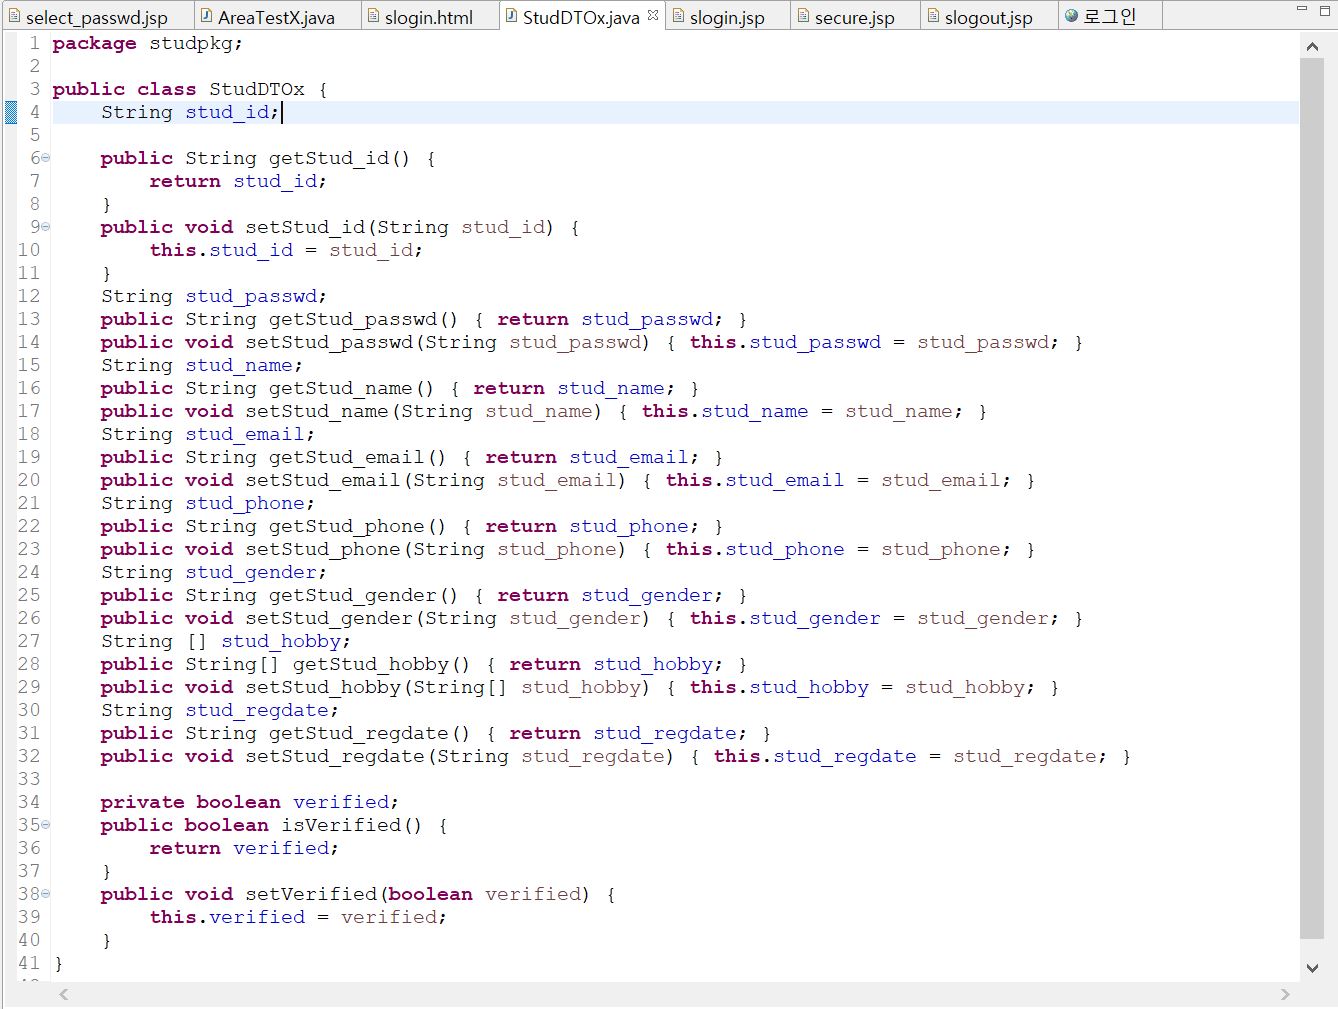 select_passwd.jsp AreaTestX.java slogin.html StudDTOx.java slogin.jsp secure.jsp slogout.jsp 로그인
1 package studpkg;
2
3 public class StudDTOx {
4     String stud_id;
5
6     public String getStud_id() {
7         return stud_id;
8     }
9     public void setStud_id(String stud_id) {
10         this.stud_id = stud_id;
11     }
12     String stud_passwd;
13     public String getStud_passwd() { return stud_passwd; }
14     public void setStud_passwd(String stud_passwd) { this.stud_passwd = stud_passwd; }
15     String stud_name;
16     public String getStud_name() { return stud_name; }
17     public void setStud_name(String stud_name) { this.stud_name = stud_name; }
18     String stud_email;
19     public String getStud_email() { return stud_email; }
20     public void setStud_email(String stud_email) { this.stud_email = stud_email; }
21     String stud_phone;
22     public String getStud_phone() { return stud_phone; }
23     public void setStud_phone(String stud_phone) { this.stud_phone = stud_phone; }
24     String stud_gender;
25     public String getStud_gender() { return stud_gender; }
26     public void setStud_gender(String stud_gender) { this.stud_gender = stud_gender; }
27     String [] stud_hobby;
28     public String[] getStud_hobby() { return stud_hobby; }
29     public void setStud_hobby(String[] stud_hobby) { this.stud_hobby = stud_hobby; }
30     String stud_regdate;
31     public String getStud_regdate() { return stud_regdate; }
32     public void setStud_regdate(String stud_regdate) { this.stud_regdate = stud_regdate; }
33
34     private boolean verified;
35     public boolean isVerified() {
36         return verified;
37     }
38     public void setVerified(boolean verified) {
39         this.verified = verified;
40     }
41 }